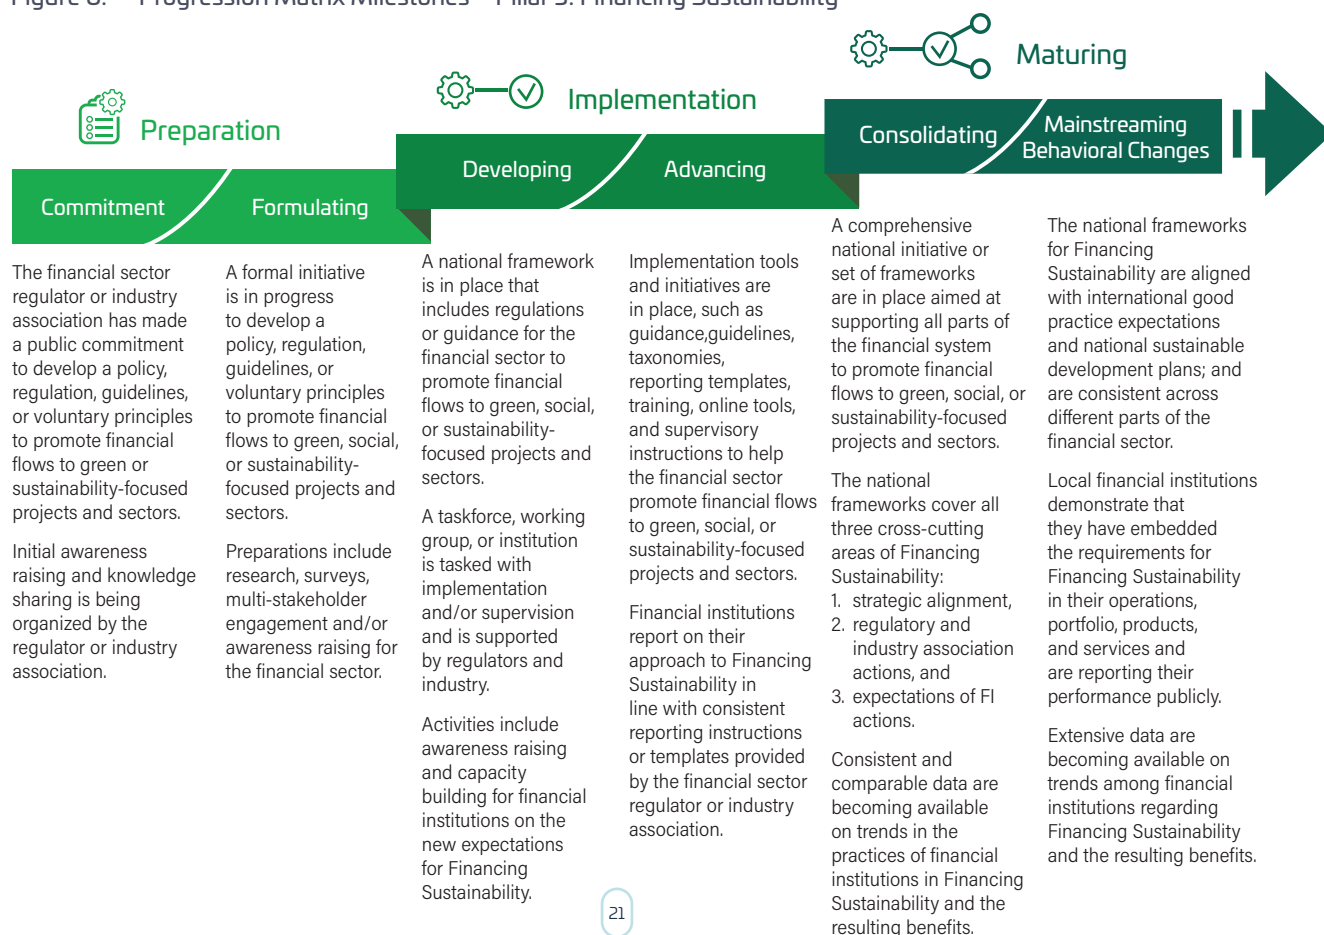 Figure 6. Progression Matrix Milestones – Pillar 3: Financing Sustainability
Preparation
Implementation
Maturing
Commitment
Formulating
Developing
Advancing
Consolidating
Mainstreaming
Behavioral Changes
The financial sector
regulator or industry
association has made
a public commitment
to develop a policy,
regulation, guidelines,
or voluntary principles
to promote financial
flows to green or
sustainability-focused
projects and sectors.
Initial awareness
raising and knowledge
sharing is being
organized by the
regulator or industry
association.
A formal initiative
is in progress
to develop a
policy, regulation,
guidelines, or
voluntary principles
to promote financial
flows to green, social,
or sustainability-
focused projects and
sectors.
Preparations include
research, surveys,
multi-stakeholder
engagement and/or
awareness raising for
the financial sector.
A national framework
is in place that
includes regulations
or guidance for the
financial sector to
promote financial
flows to green, social,
or sustainability-
focused projects and
sectors.
A taskforce, working
group, or institution
is tasked with
implementation
and/or supervision
and is supported
by regulators and
industry.
Activities include
awareness raising
and capacity
building for financial
institutions on the
new expectations
for Financing
Sustainability.
Implementation tools
and initiatives are
in place, such as
guidance,guidelines,
taxonomies,
reporting templates,
training, online tools,
and supervisory
instructions to help
the financial sector
promote financial flows
to green, social, or
sustainability-focused
projects and sectors.
Financial institutions
report on their
approach to Financing
Sustainability in
line with consistent
reporting instructions
or templates provided
by the financial sector
regulator or industry
association.
A comprehensive
national initiative or
set of frameworks
are in place aimed at
supporting all parts of
the financial system
to promote financial
flows to green, social, or
sustainability-focused
projects and sectors.
The national
frameworks cover all
three cross-cutting
areas of Financing
Sustainability:
1. strategic alignment,
2. regulatory and
industry association
actions, and
3. expectations of FI
actions.
Consistent and
comparable data are
becoming available
on trends in the
practices of financial
institutions in Financing
Sustainability and the
resulting benefits.
The national frameworks
for Financing
Sustainability are aligned
with international good
practice expectations
and national sustainable
development plans; and
are consistent across
different parts of the
financial sector.
Local financial institutions
demonstrate that
they have embedded
the requirements for
Financing Sustainability
in their operations,
portfolio, products,
and services and
are reporting their
performance publicly.
Extensive data are
becoming available on
trends among financial
institutions regarding
Financing Sustainability
and the resulting benefits.
21